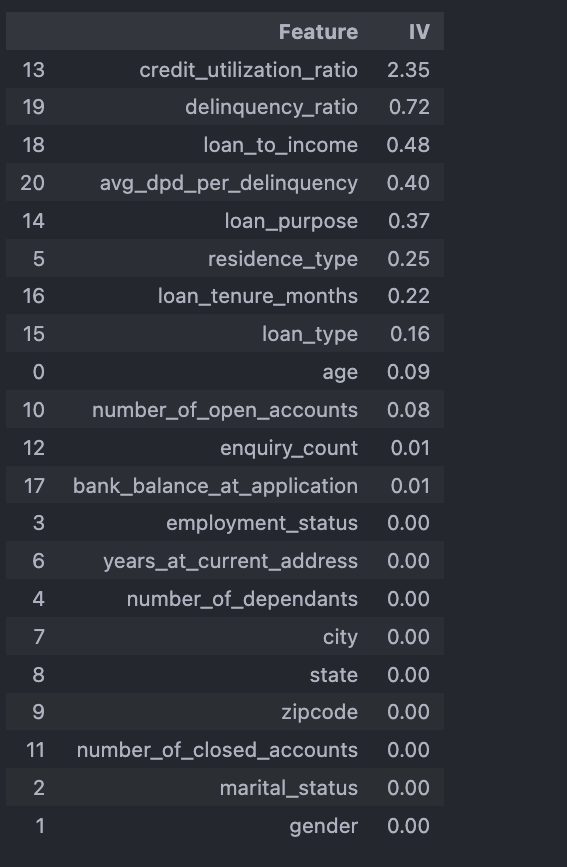 Feature IV
13 credit_utilization_ratio 2.35
19 delinquency_ratio 0.72
18 loan_to_income 0.48
20 avg_dpd_per_delinquency 0.40
14 loan_purpose 0.37
5 residence_type 0.25
16 loan_tenure_months 0.22
15 loan_type 0.16
0 age 0.09
10 number_of_open_accounts 0.08
12 enquiry_count 0.01
17 bank_balance_at_application 0.01
3 employment_status 0.00
6 years_at_current_address 0.00
4 number_of_dependants 0.00
7 city 0.00
8 state 0.00
9 zipcode 0.00
11 number_of_closed_accounts 0.00
2 marital_status 0.00
1 gender 0.00